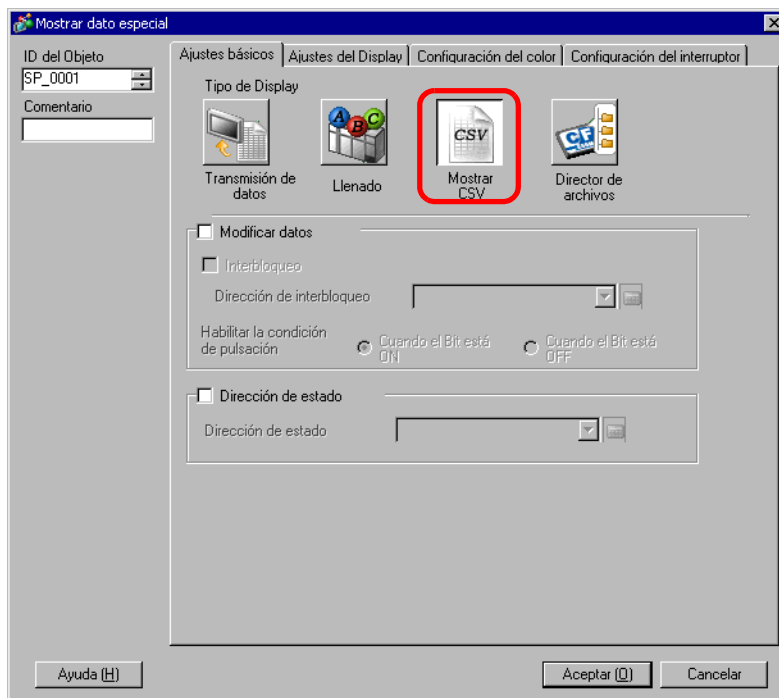 Mostrar dato especial
ID del Objeto
SP_0001
Comentario
Ajustes básicos
Ajustes del Display
Configuración del color
Configuración del interruptor
Tipo de Display
A B C
CSV
CF
Transmisión de
datos
Llenado
Mostrar
CSV
Director de
archivos
Modificar datos
Interbloqueo
Dirección de interbloqueo
Habilitar la condición
de pulsación
Cuando el Bit está
ON
Cuando el Bit está
OFF
Dirección de estado
Dirección de estado
Ayuda (H)
Aceptar (O)
Cancelar